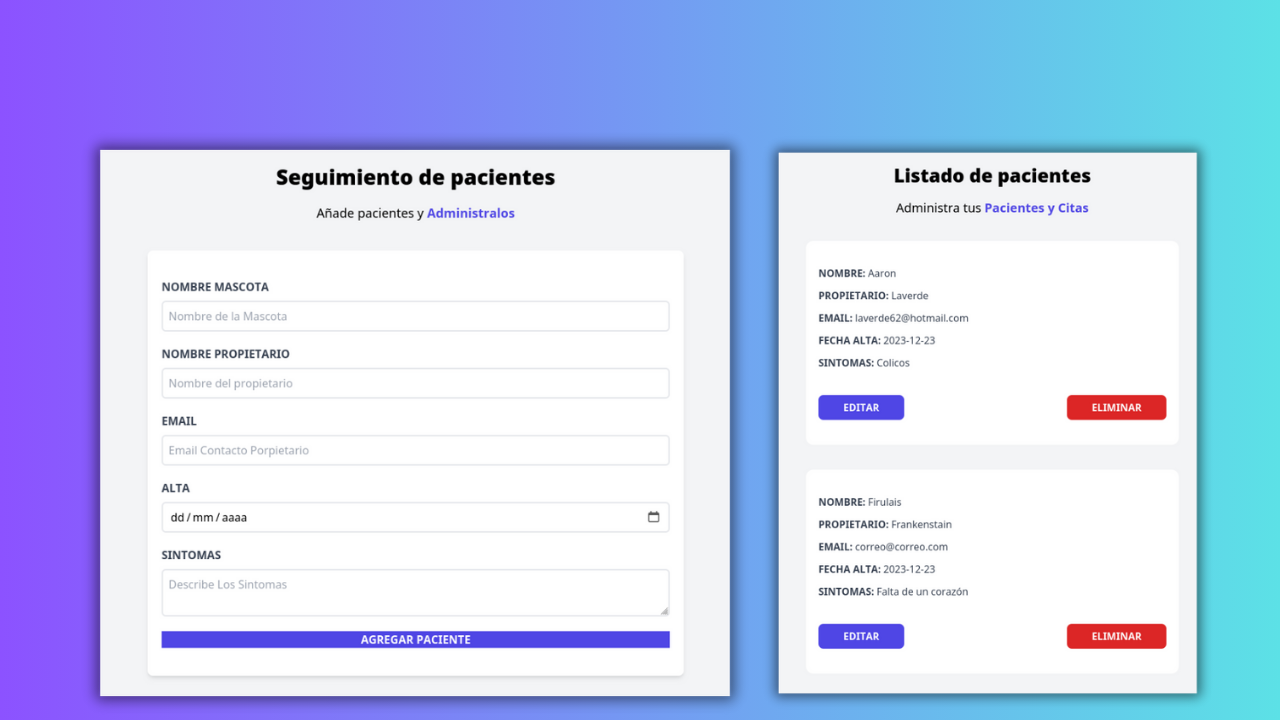 Seguimiento de pacientes
Añade pacientes y Administralos
NOMBRE MASCOTA
Nombre de la Mascota
NOMBRE PROPIETARIO
Nombre del propietario
EMAIL
Email Contacto Porpietario
ALTA
dd / mm / aaaa
SINTOMAS
Describe Los Sintomas
AGREGAR PACIENTE
Listado de pacientes
Administra tus Pacientes y Citas
NOMBRE: Aaron
PROPIETARIO: Laverde
EMAIL: laverde62@hotmail.com
FECHA ALTA: 2023-12-23
SINTOMAS: Colicos
EDITAR ELIMINAR
NOMBRE: Firulais
PROPIETARIO: Frankenstain
EMAIL: correo@correo.com
FECHA ALTA: 2023-12-23
SINTOMAS: Falta de un corazón
EDITAR ELIMINAR